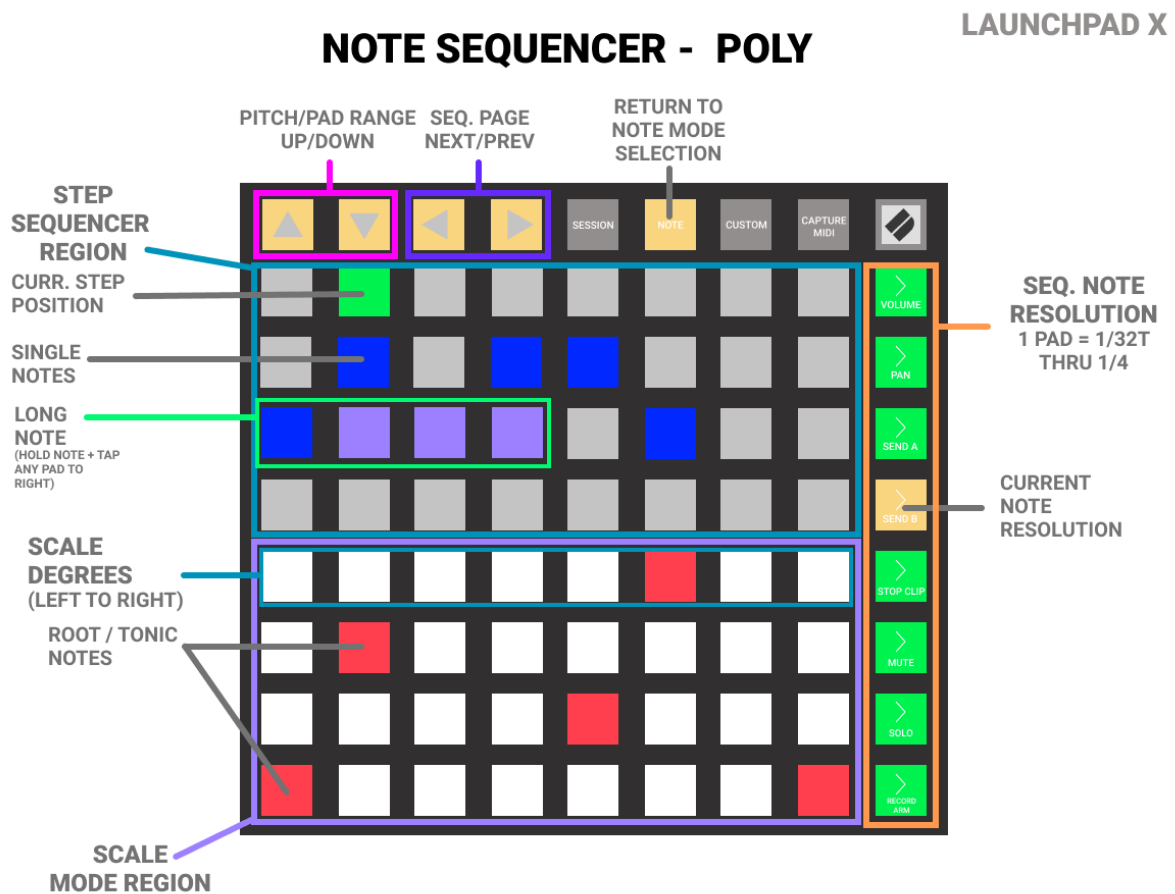 LAUNCHPAD X
NOTE SEQUENCER - POLY
PITCH/PAD RANGE
UP/DOWN
SEQ. PAGE
NEXT/PREV
RETURN TO
NOTE MODE
SELECTION
STEP
SEQUENCER
REGION
CURR. STEP
POSITION
SINGLE
NOTES
LONG
NOTE
(HOLD NOTE + TAP
ANY PAD TO
RIGHT)
SCALE
DEGREES
(LEFT TO RIGHT)
ROOT / TONIC
NOTES
SCALE
MODE REGION
SESSION
NOTE
CUSTOM
CAPTURE
MIDI
VOLUME
PAN
SEND A
SEND B
STOP CLIP
MUTE
SOLO
RECORD
ARM
SEQ. NOTE
RESOLUTION
1 PAD = 1/32T
THRU 1/4
CURRENT
NOTE
RESOLUTION